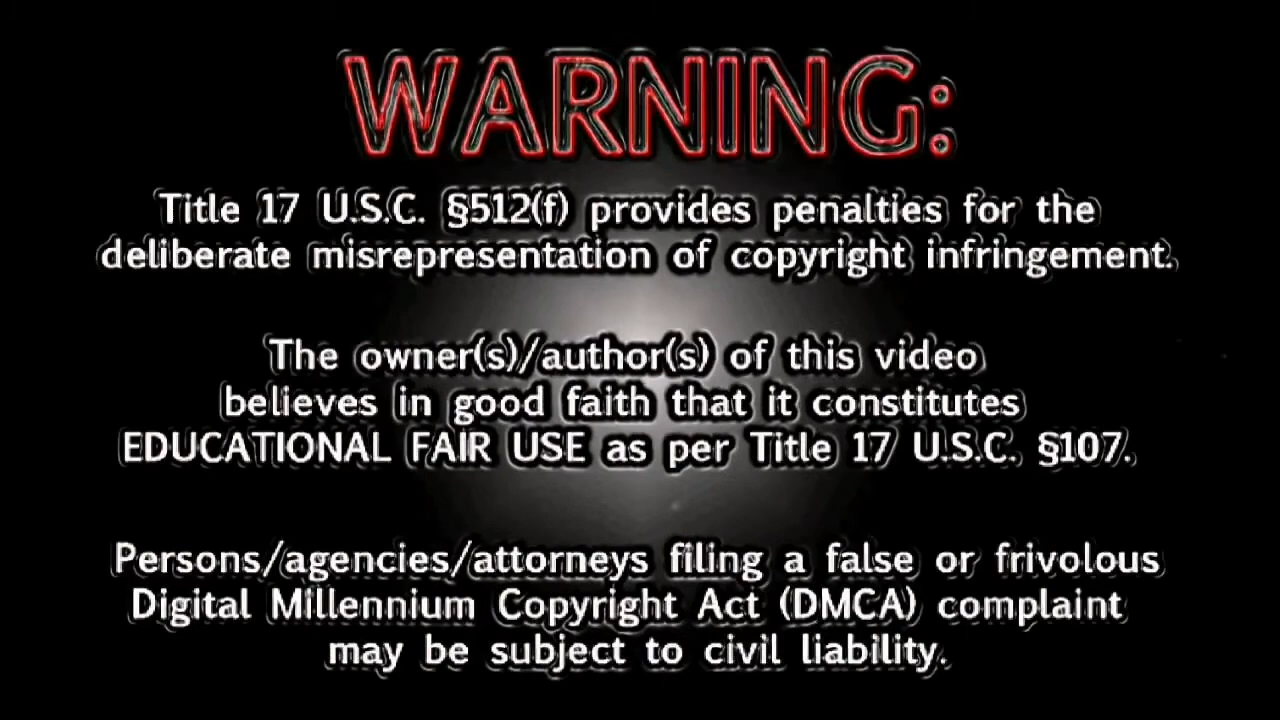 WARNING:
Title 17 U.S.C. §512(f) provides penalties for the
deliberate misrepresentation of copyright infringement.
The owner(s)/author(s) of this video
believes in good faith that it constitutes
EDUCATIONAL FAIR USE as per Title 17 U.S.C. §107.
Persons/agencies/attorneys filing a false or frivolous
Digital Millennium Copyright Act (DMCA) complaint
may be subject to civil liability.